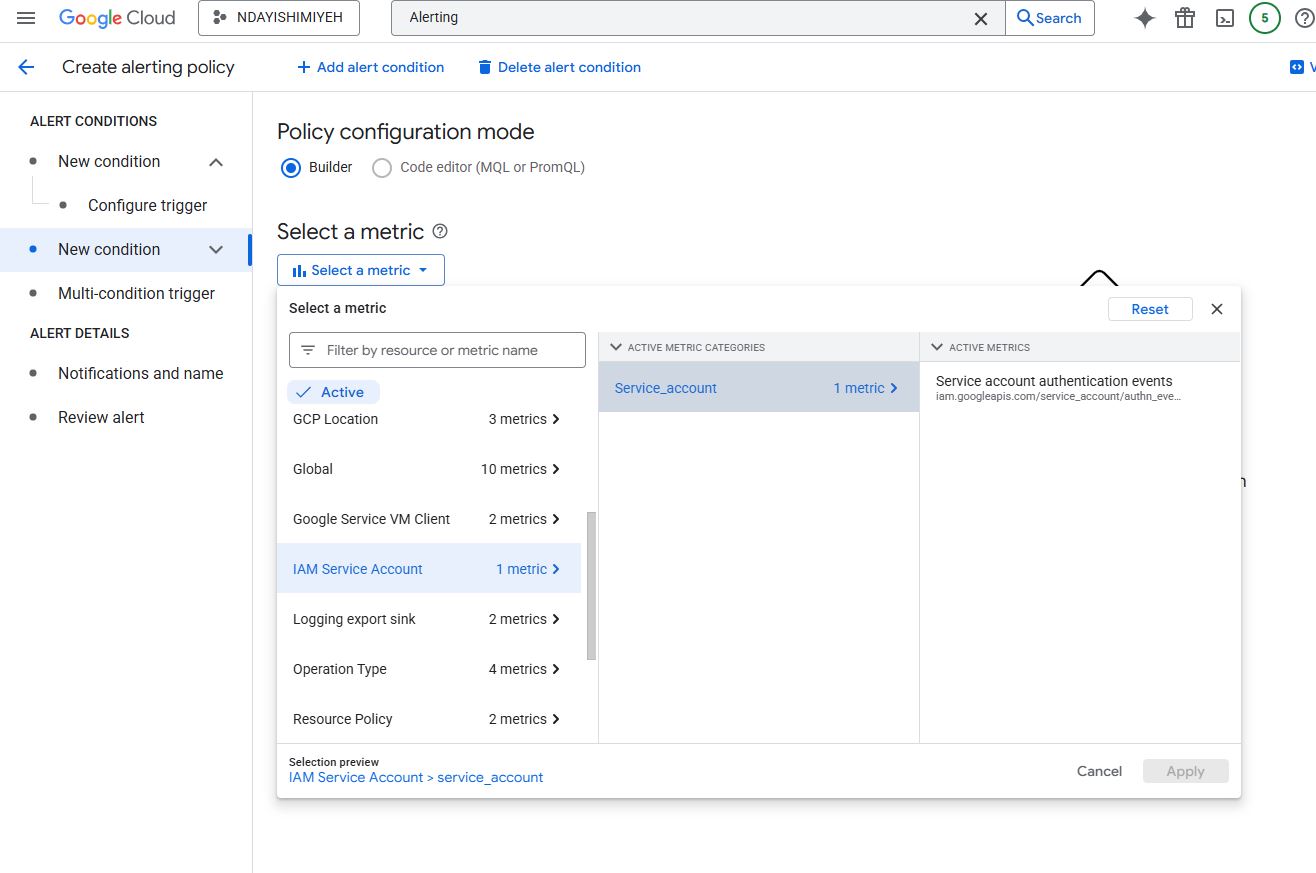 Google Cloud
NDAYISHIMIYEH
Alerting
Search
5
Create alerting policy
Add alert condition
Delete alert condition
ALERT CONDITIONS
New condition
Configure trigger
New condition
Multi-condition trigger
ALERT DETAILS
Notifications and name
Review alert
Policy configuration mode
Builder
Code editor (MQL or PromQL)
Select a metric
Select a metric
Select a metric
Reset
Filter by resource or metric name
Active
GCP Location 3 metrics
Global 10 metrics
Google Service VM Client 2 metrics
IAM Service Account 1 metric
Logging export sink 2 metrics
Operation Type 4 metrics
Resource Policy 2 metrics
ACTIVE METRIC CATEGORIES
Service_account 1 metric
ACTIVE METRICS
Service account authentication events
iam.googleapis.com/service_account/authn_eve…
Selection preview
IAM Service Account > service_account
Cancel
Apply